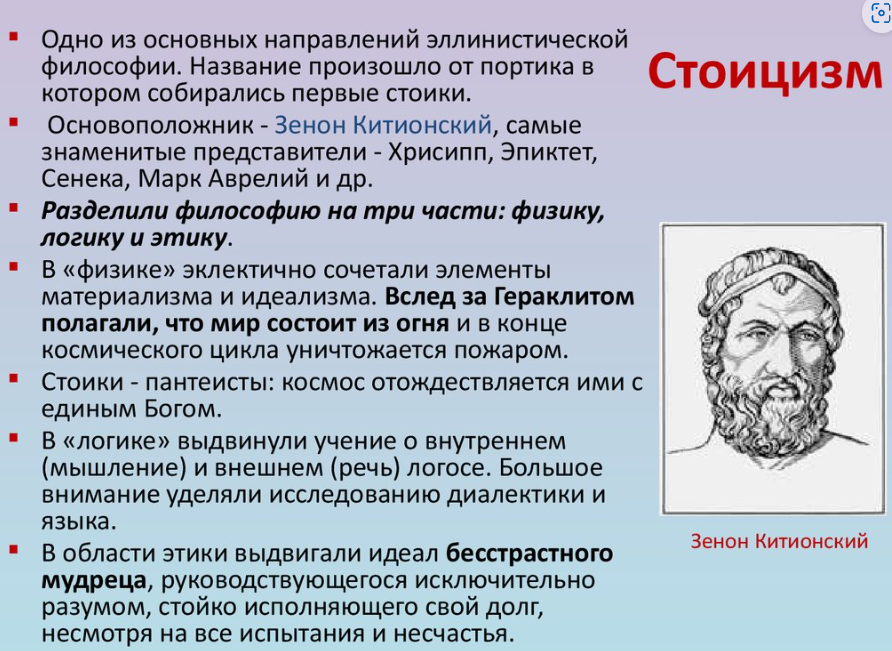 Стоицизм
Одно из основных направлений эллинистической
философии. Название произошло от портика в
котором собирались первые стоики.
Основоположник - Зенон Китионский, самые
знаменитые представители - Хрисипп, Эпиктет,
Сенека, Марк Аврелий и др.
Разделили философию на три части: физику,
логику и этику.
В «физике» эклектично сочетали элементы
материализма и идеализма. Вслед за Гераклитом
полагали, что мир состоит из огня и в конце
космического цикла уничтожается пожаром.
Стоики - пантеисты: космос отождествляется ими с
единым Богом.
В «логике» выдвинули учение о внутреннем
(мышление) и внешнем (речь) логосе. Большое
внимание уделяли исследованию диалектики и
языка.
В области этики выдвигали идеал бесстрастного
мудреца, руководствующегося исключительно
разумом, стойко исполняющего свой долг,
несмотря на все испытания и несчастья.
Зенон Китионский